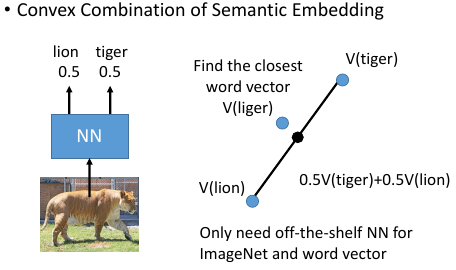 • Convex Combination of Semantic Embedding
lion tiger
0.5 0.5
NN
Find the closest
word vector
V(liger)
V(tiger)
V(lion)
0.5V(tiger)+0.5V(lion)
Only need off-the-shelf NN for
ImageNet and word vector